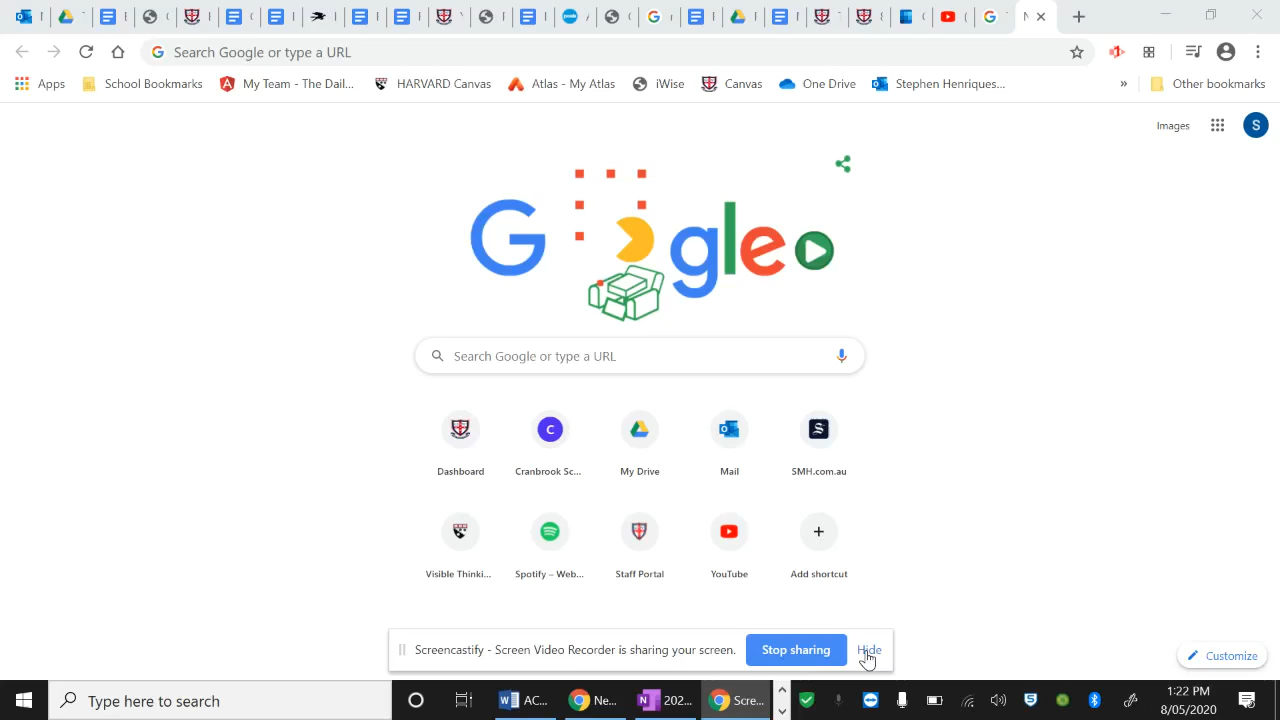 Search Google or type a URL
Apps
School Bookmarks
My Team - The Dail...
HARVARD Canvas
Atlas - My Atlas
iWise
Canvas
One Drive
Stephen Henriques...
»
Other bookmarks
Images
S
Google
Search Google or type a URL
Dashboard
C
Cranbrook Sc...
My Drive
Mail
SMH.com.au
Visible Thinki...
Spotify – Web...
Staff Portal
YouTube
Add shortcut
Screencastify - Screen Video Recorder is sharing your screen.
Stop sharing
Hide
Customize
Type here to search
AC...
Ne...
202...
Scre...
1:22 PM
8/05/2020